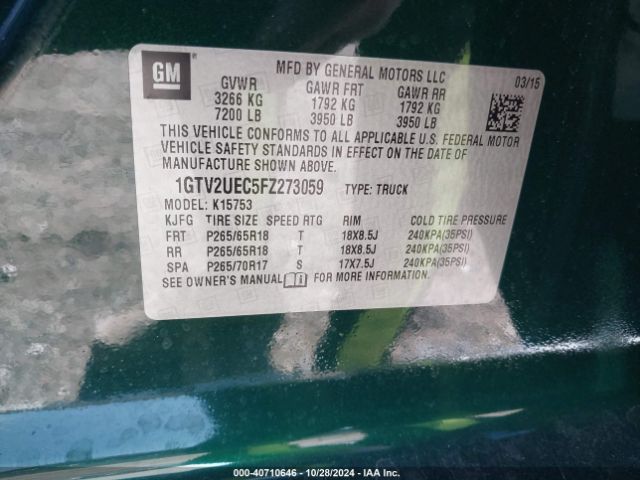 GM
MFD BY GENERAL MOTORS LLC 03/15
GVWR GAWR FRT GAWR RR
3266 KG 1792 KG 1792 KG
7200 LB 3950 LB 3950 LB
THIS VEHICLE CONFORMS TO ALL APPLICABLE U.S. FEDERAL MOTOR
VEHICLE SAFETY STANDARDS IN EFFECT ON THE DATE OF
MANUFACTURE SHOWN ABOVE.
1GTV2UEC5FZ273059 TYPE: TRUCK
MODEL: K15753
KJFG TIRE SIZE SPEED RTG RIM COLD TIRE PRESSURE
FRT P265/65R18 T 18X8.5J 240KPA(35PSI)
RR P265/65R18 T 18X8.5J 240KPA(35PSI)
SPA P265/70R17 S 17X7.5J 240KPA(35PSI)
SEE OWNER'S MANUAL FOR MORE INFORMATION.
000-40710646 - 10/28/2024 - IAA Inc.